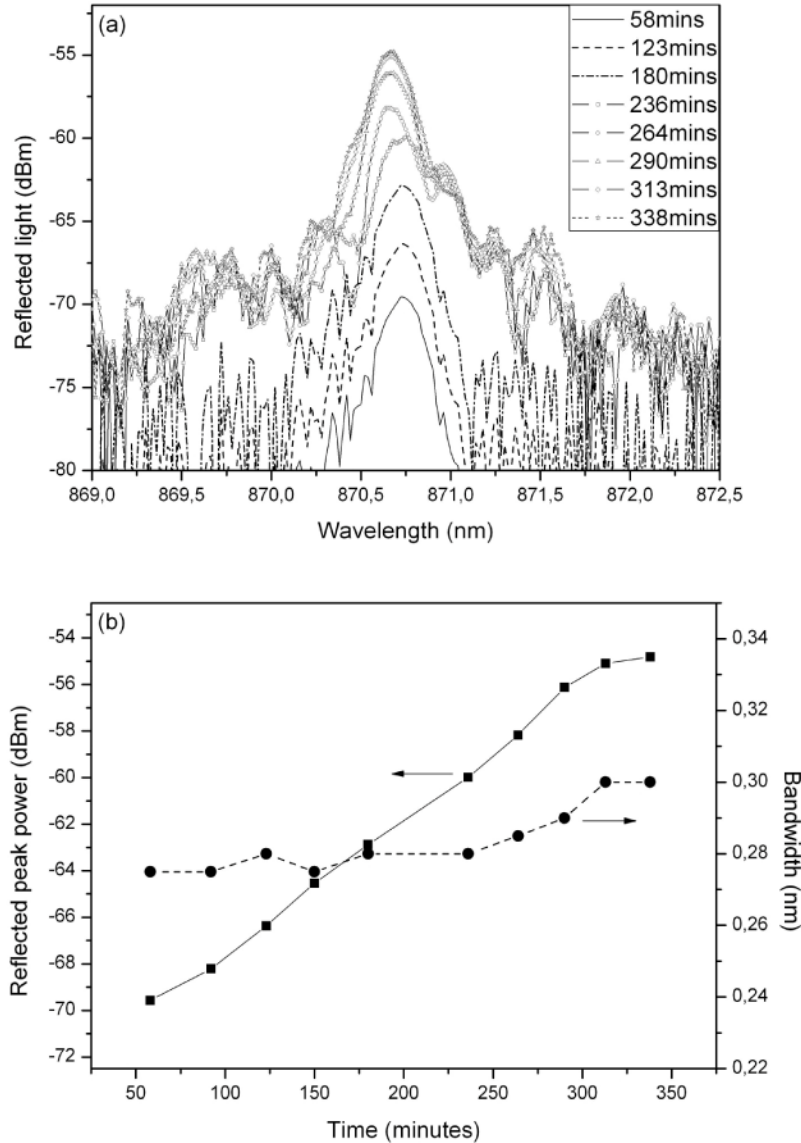 (a)
58mins
123mins
180mins
236mins
264mins
290mins
313mins
338mins
-55
-60
-65
-70
-75
-80
Reflected light (dBm)
869,0 869,5 870,0 870,5 871,0 871,5 872,0 872,5
Wavelength (nm)
(b)
-54
-56
-58
-60
-62
-64
-66
-68
-70
-72
Reflected peak power (dBm)
0,34
0,32
0,30
0,28
0,26
0,24
0,22
Bandwidth (nm)
50 100 150 200 250 300 350
Time (minutes)